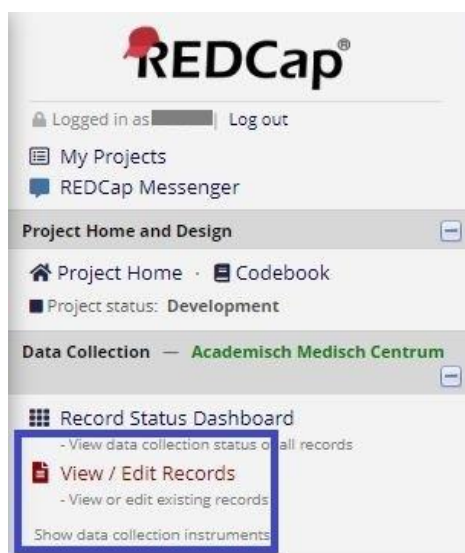 REDCap®
Logged in as | Log out
My Projects
REDCap Messenger
Project Home and Design
Project Home · Codebook
Project status: Development
Data Collection — Academisch Medisch Centrum
Record Status Dashboard
- View data collection status of all records
View / Edit Records
- View or edit existing records
Show data collection instruments